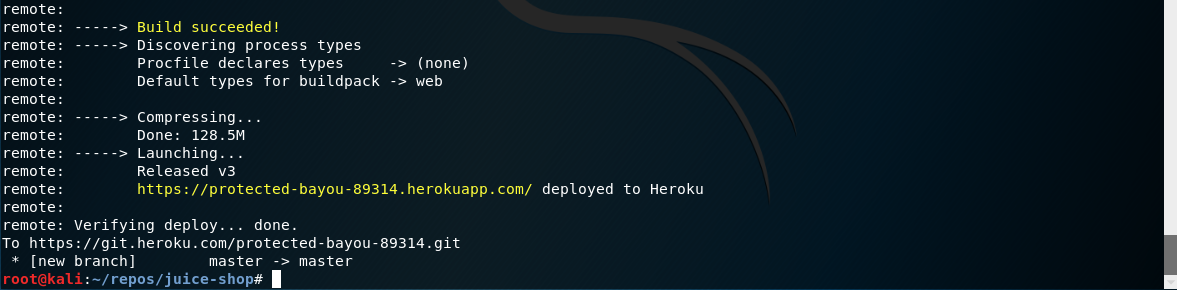 remote:
remote: -----> Build succeeded!
remote: -----> Discovering process types
remote:        Procfile declares types     -> (none)
remote:        Default types for buildpack -> web
remote:
remote: -----> Compressing...
remote:        Done: 128.5M
remote: -----> Launching...
remote:        Released v3
remote:        https://protected-bayou-89314.herokuapp.com/ deployed to Heroku
remote:
remote: Verifying deploy... done.
To https://git.heroku.com/protected-bayou-89314.git
 * [new branch]        master -> master
root@kali:~/repos/juice-shop#